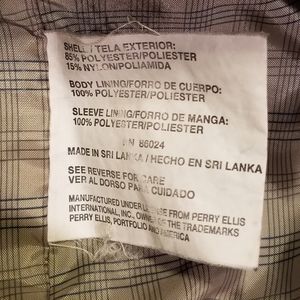 SHELL / TELA EXTERIOR:
85% POLYESTER/POLIESTER
15% NYLON/POLIAMIDA
BODY LINING/FORRO DE CUERPO:
100% POLYESTER/POLIESTER
SLEEVE LINING/FORRO DE MANGA:
100% POLYESTER/POLIESTER
RN 86024
MADE IN SRI LANKA / HECHO EN SRI LANKA
SEE REVERSE FOR CARE
VER AL DORSO PARA CUIDADO
MANUFACTURED UNDER LICENSE FROM PERRY ELLIS
INTERNATIONAL, INC., OWNER OF THE TRADEMARKS
PERRY ELLIS, PORTFOLIO AND AMERICA